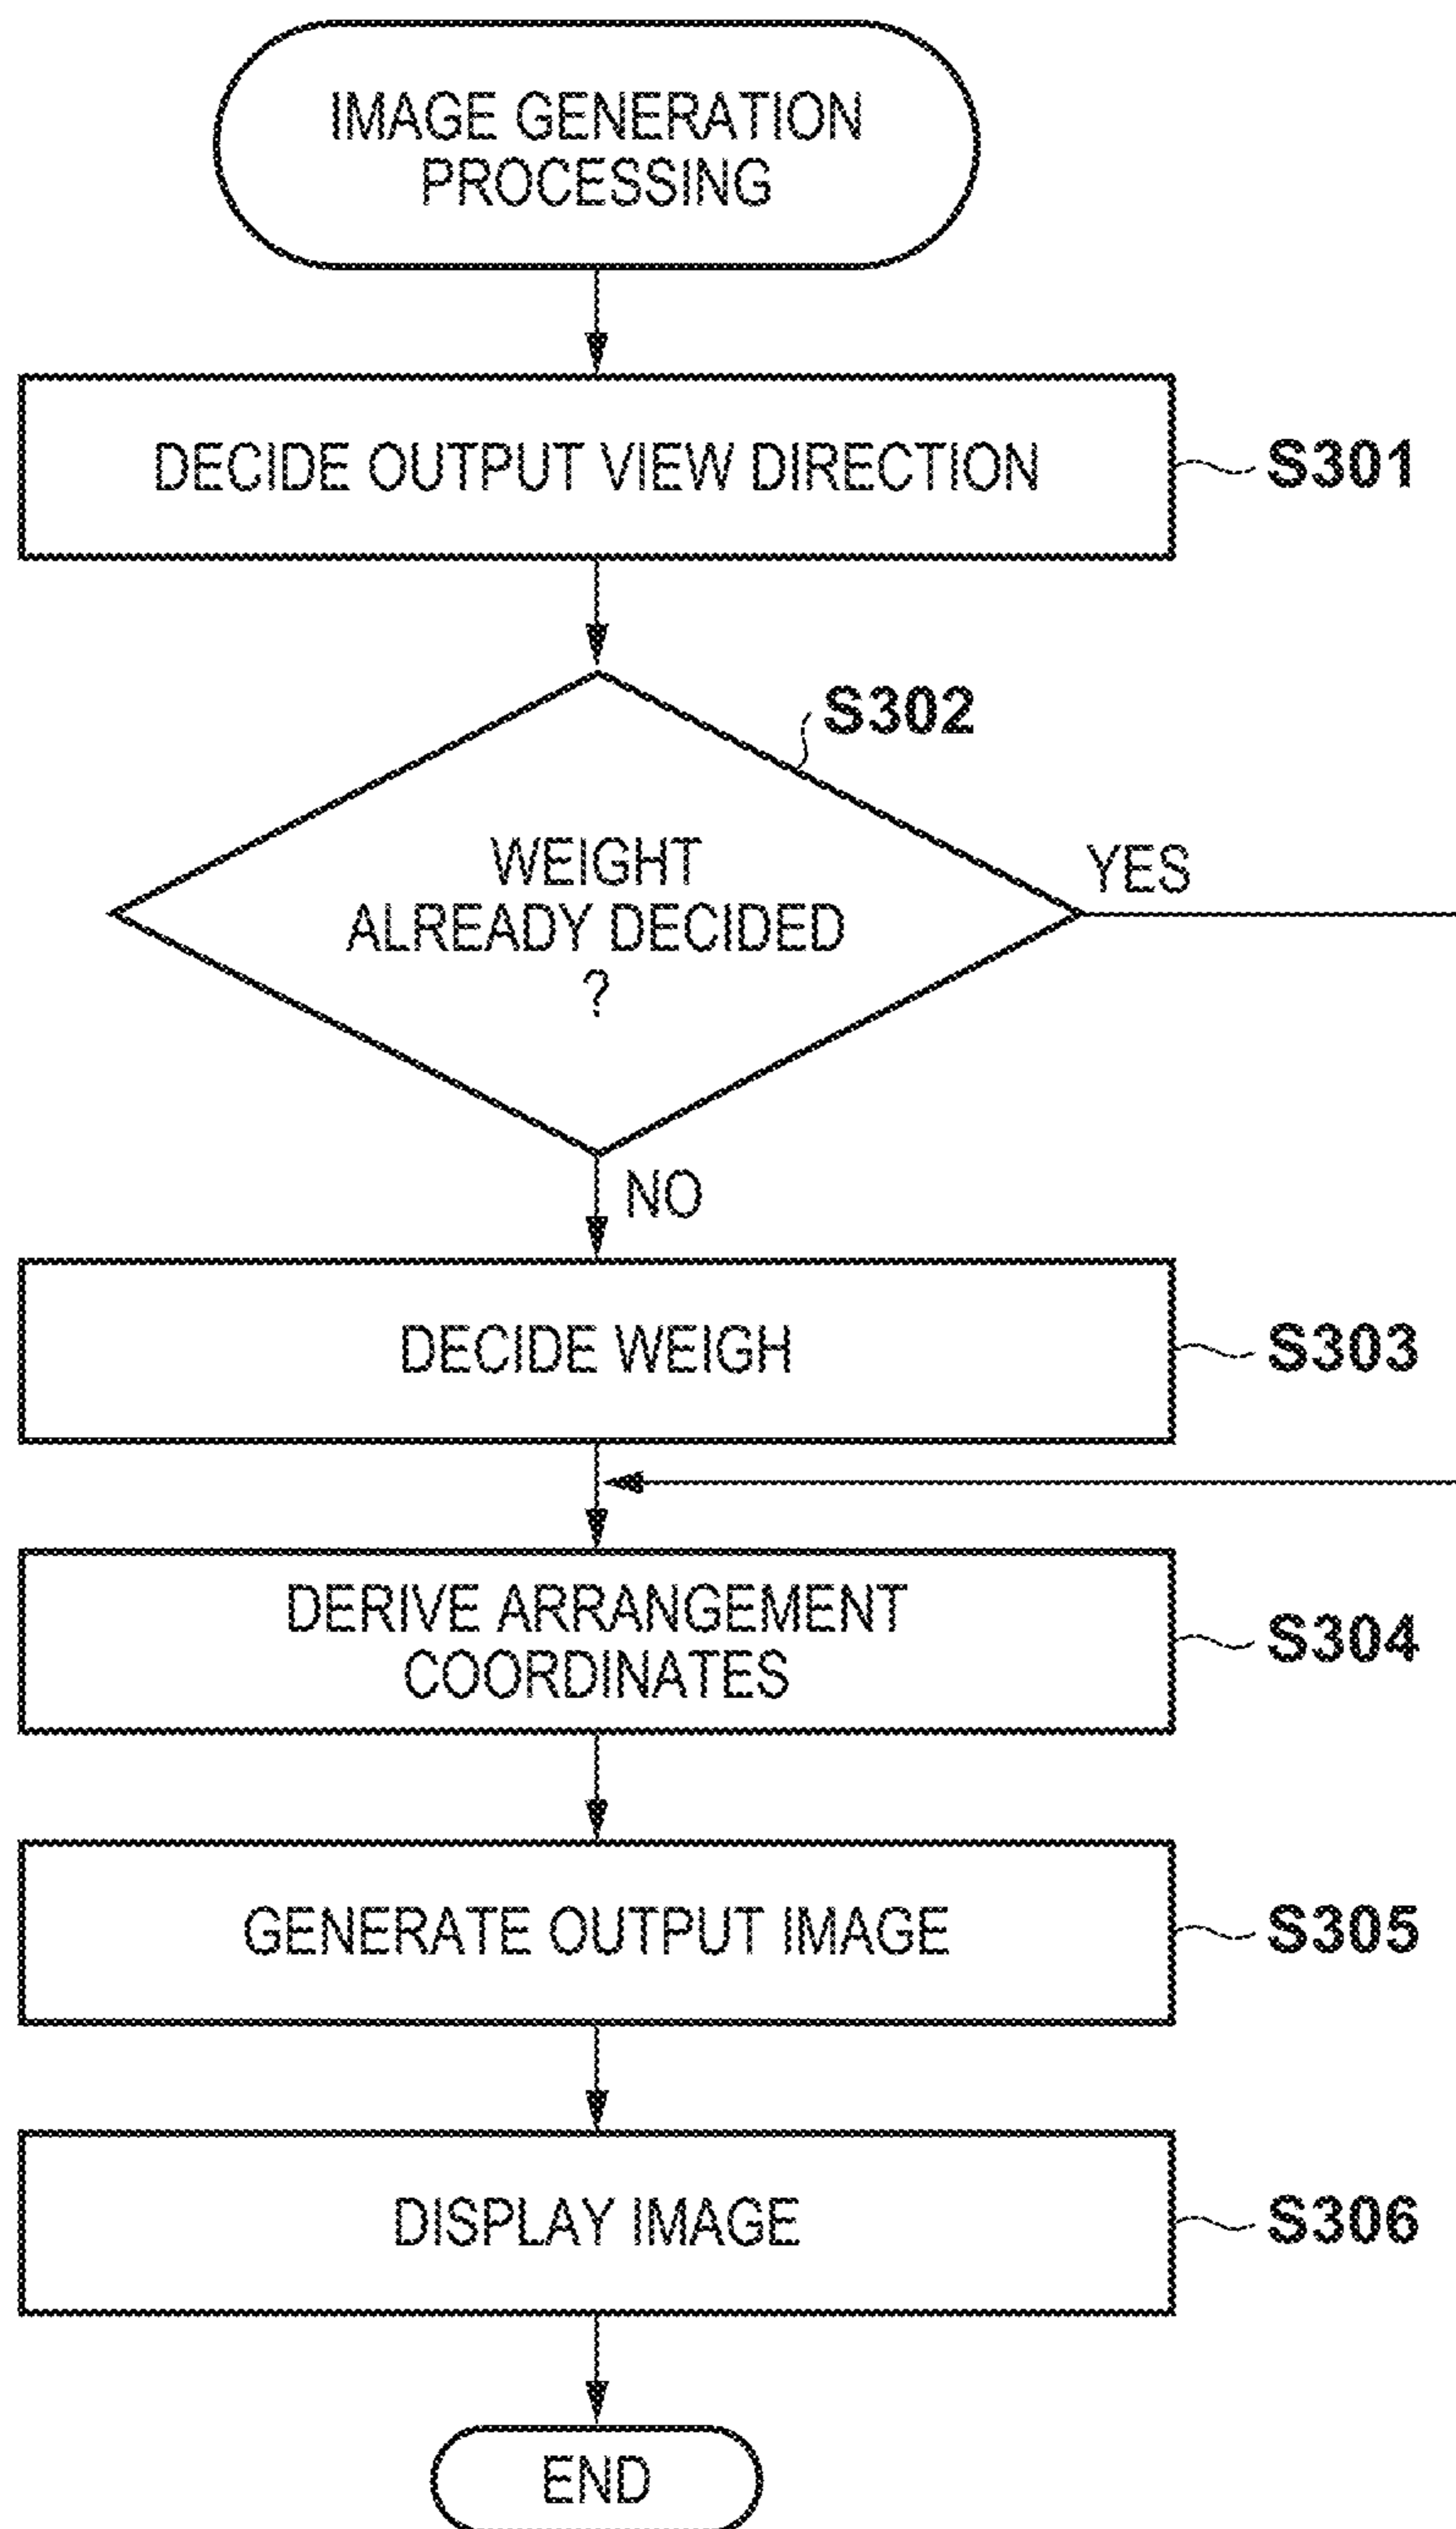 IMAGE GENERATION
PROCESSING
DECIDE OUTPUT VIEW DIRECTION
S301
S302
WEIGHT
ALREADY DECIDED
?
YES
NO
DECIDE WEIGH
S303
DERIVE ARRANGEMENT
COORDINATES
S304
GENERATE OUTPUT IMAGE
S305
DISPLAY IMAGE
S306
END